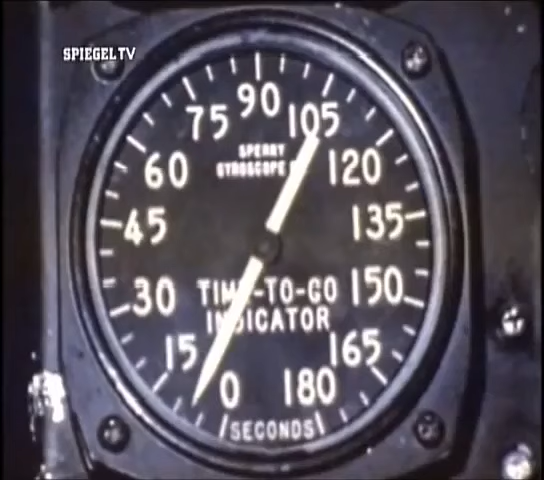 SPIEGEL TV
90
75
105
SPERRY
GYROSCOPE
60
120
45
135
30
TIME-TO-GO
150
INDICATOR
15
165
0
180
SECONDS